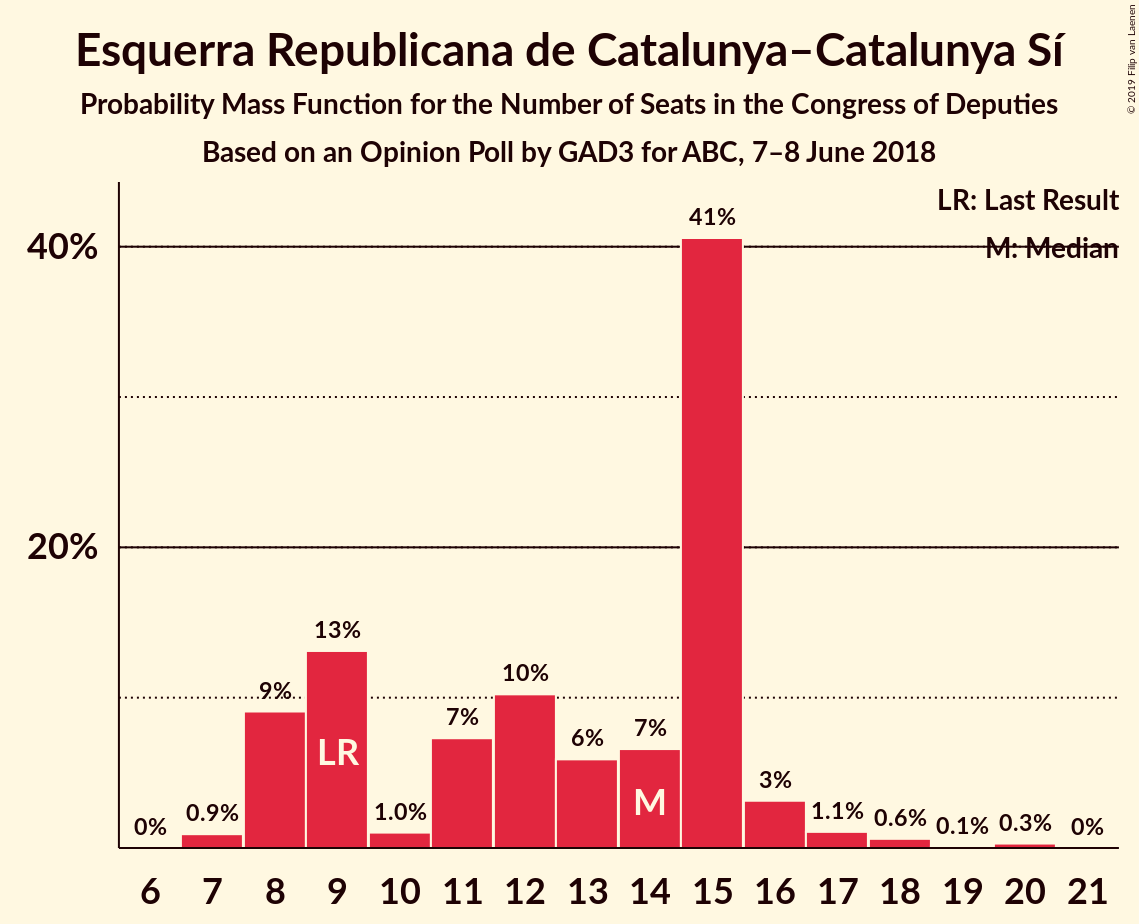 Esquerra Republicana de Catalunya–Catalunya Sí
Probability Mass Function for the Number of Seats in the Congress of Deputies
Based on an Opinion Poll by GAD3 for ABC, 7–8 June 2018
© 2019 Filip van Laenen
LR: Last Result
M: Median
40%
20%
0%
0.9%
9%
13%
1.0%
7%
10%
6%
7%
41%
3%
1.1%
0.6%
0.1%
0.3%
0%
LR
M
6 7 8 9 10 11 12 13 14 15 16 17 18 19 20 21